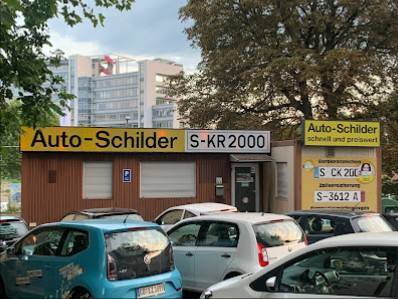 Auto-Schilder S-KR 2000
Auto-Schilder
schnell und preiswert
S CK 200
S-3612 A
P